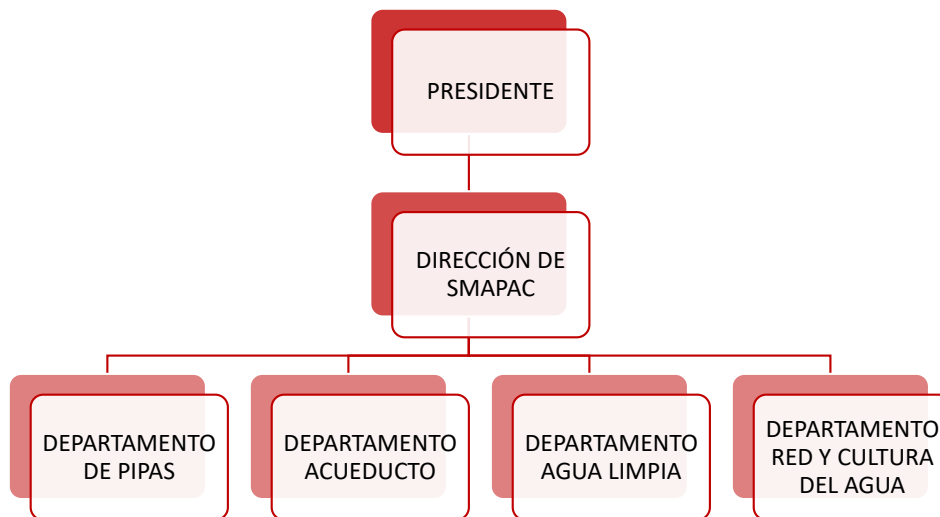 PRESIDENTE
DIRECCIÓN DE
SMAPAC
DEPARTAMENTO
DE PIPAS
DEPARTAMENTO
ACUEDUCTO
DEPARTAMENTO
AGUA LIMPIA
DEPARTAMENTO
RED Y CULTURA
DEL AGUA